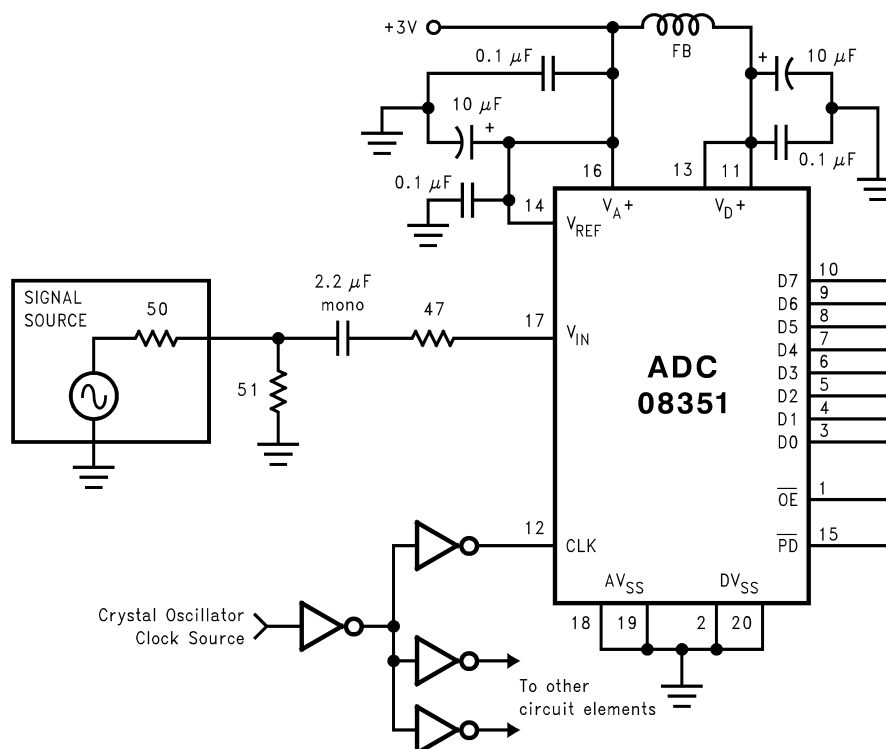 +3V
FB
0.1 μF
+
10 μF
10 μF
+
0.1 μF
0.1 μF
16
13
11
14
V_A+
V_D+
V_REF
SIGNAL
SOURCE
50
2.2 μF
mono
47
17
V_IN
51
ADC
08351
D7 10
D6 9
D5 8
D4 7
D3 6
D2 5
D1 4
D0 3
O̅E̅ 1
P̅D̅ 15
12
CLK
AV_SS
DV_SS
18
19
2
20
Crystal Oscillator
Clock Source
To other
circuit elements